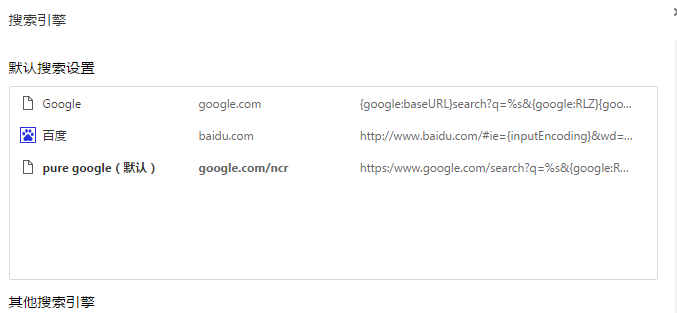 搜索引擎
默认搜索设置
Google google.com {google:baseURL}search?q=%s&{google:RLZ}{goo...
百度 baidu.com http://www.baidu.com/#ie={inputEncoding}&wd=...
pure google（默认） google.com/ncr https:/www.google.com/search?q=%s&{google:R...
其他搜索引擎